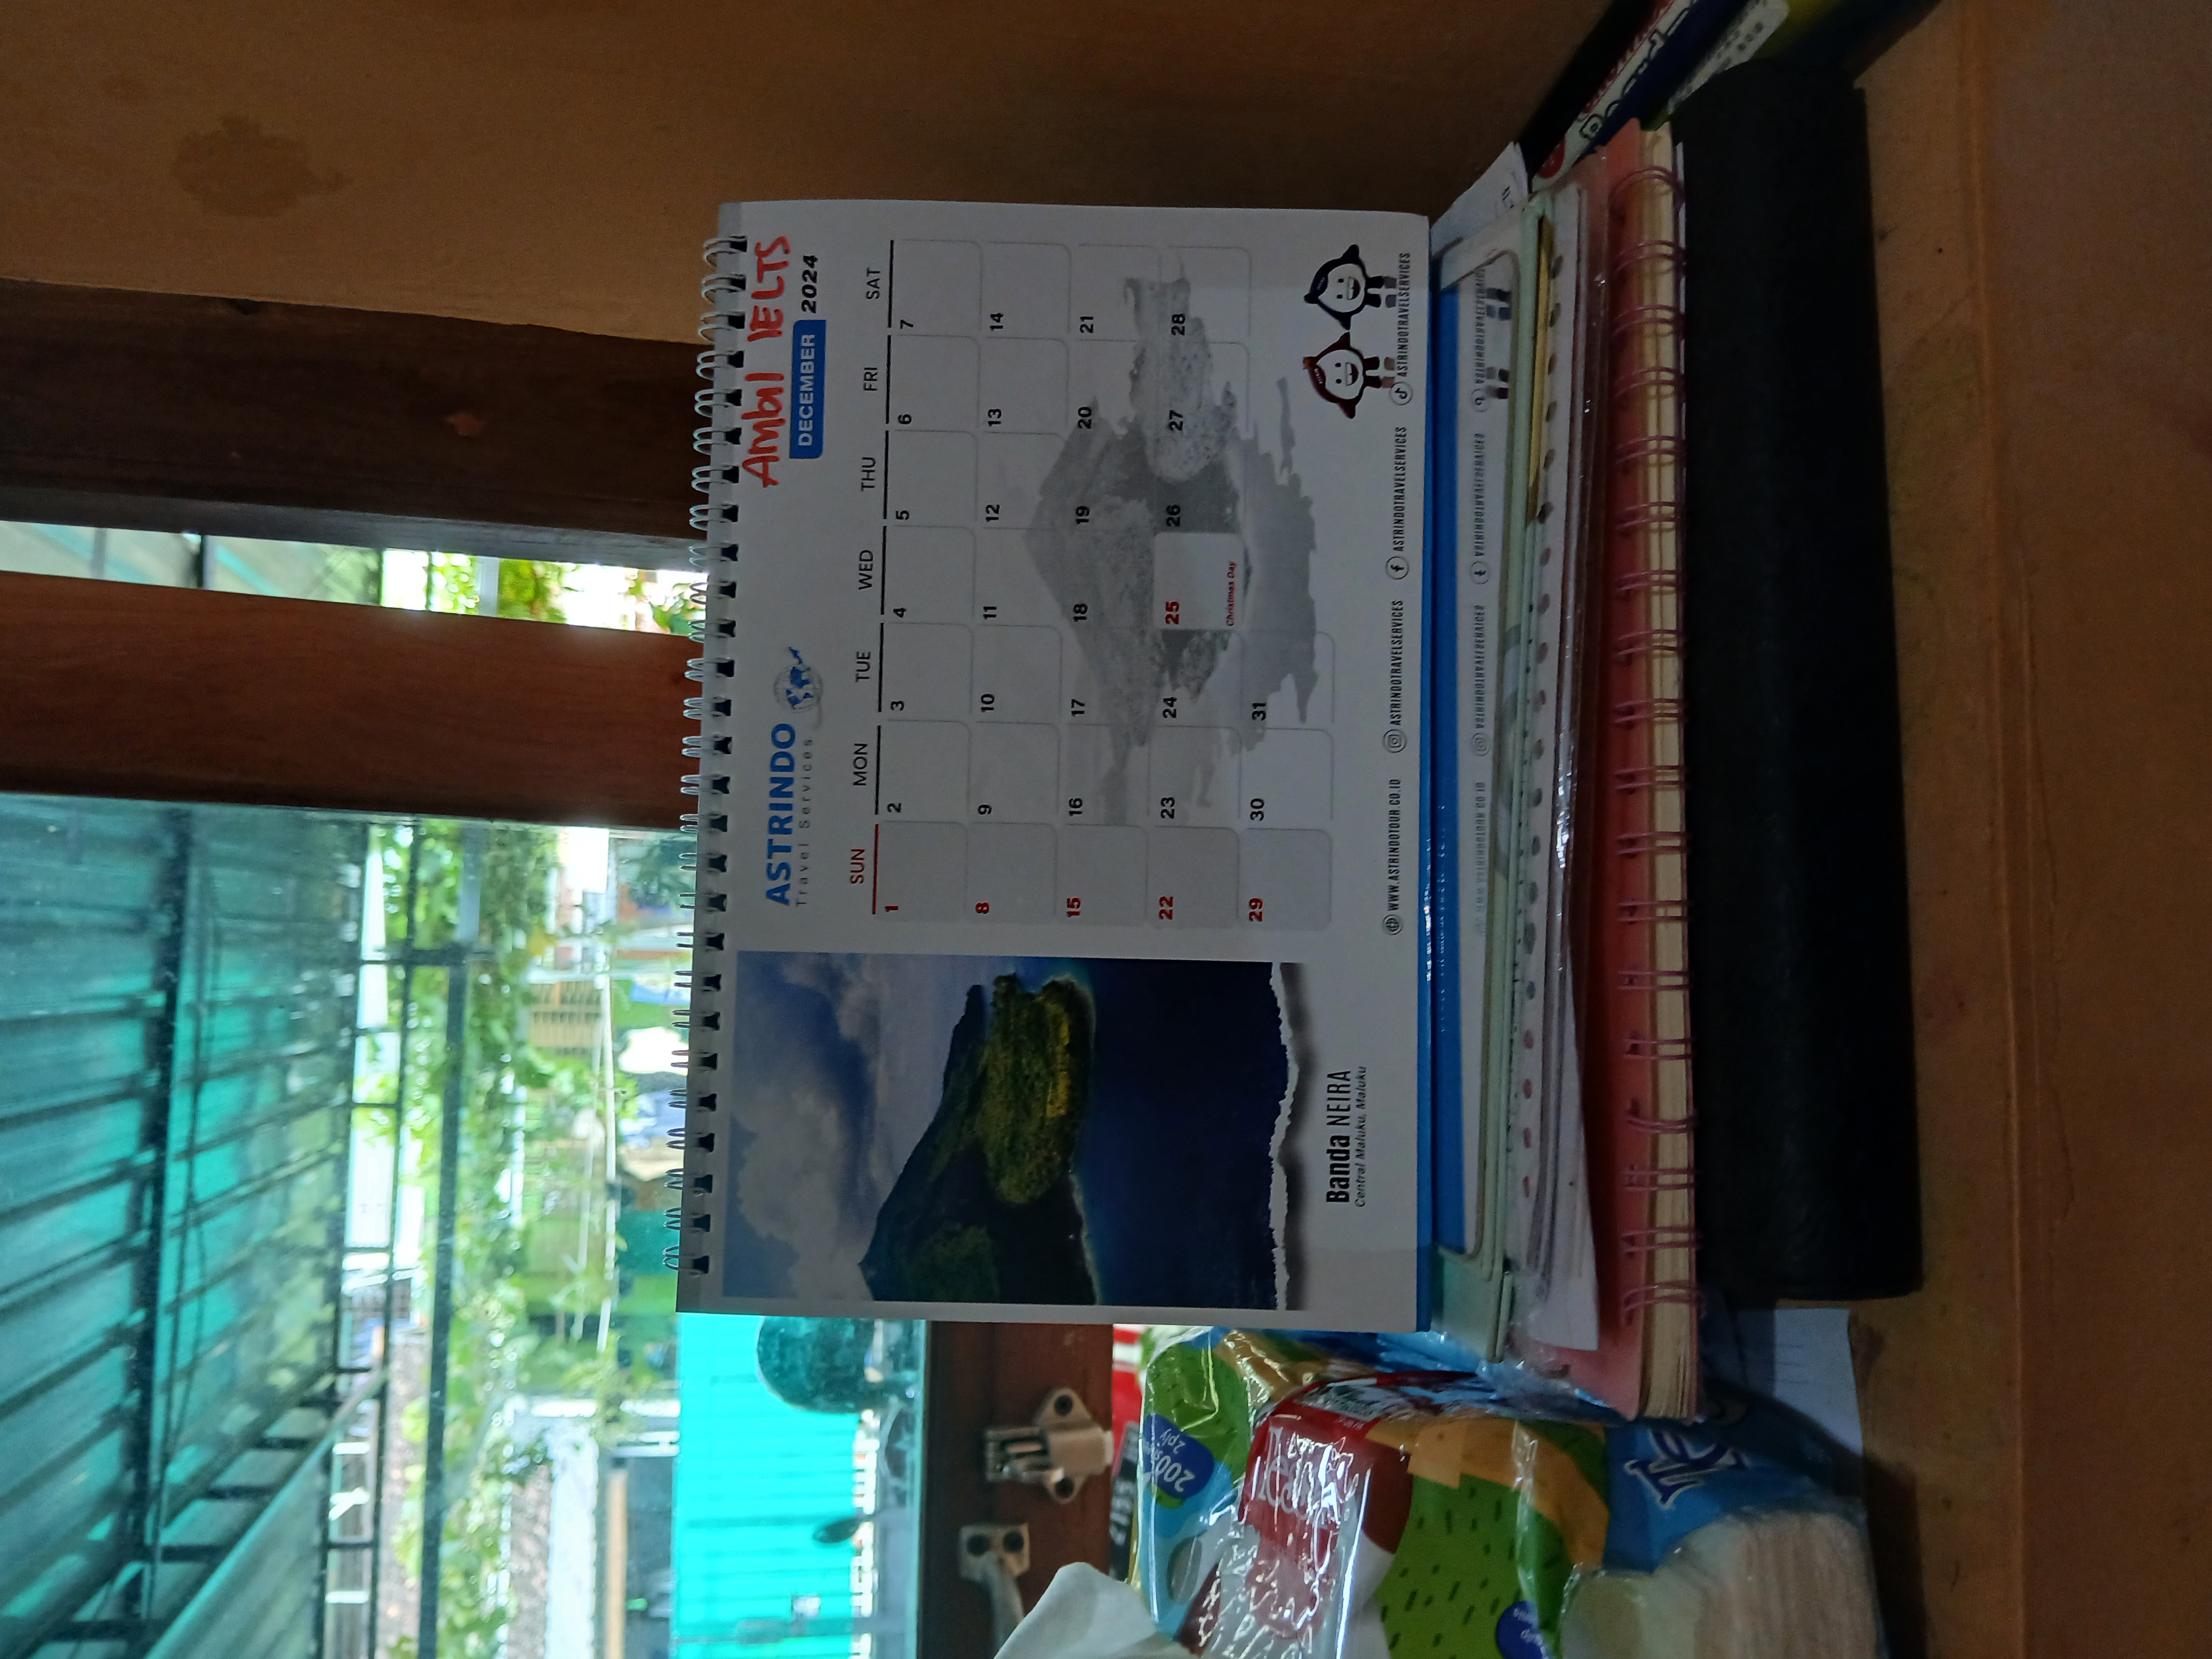 Ambil IELTS
ASTRINDO
Travel Services
DECEMBER 2024
SUN MON TUE WED THU FRI SAT
1 2 3 4 5 6 7
8 9 10 11 12 13 14
15 16 17 18 19 20 21
22 23 24 25 26 27 28
Christmas Day
29 30 31
Banda NEIRA
Central Maluku, Maluku
WWW.ASTRINDOTOUR.CO.ID ASTRINDOTRAVELSERVICES ASTRINDOTRAVELSERVICES ASTRINDOTRAVELSERVICES
2ply